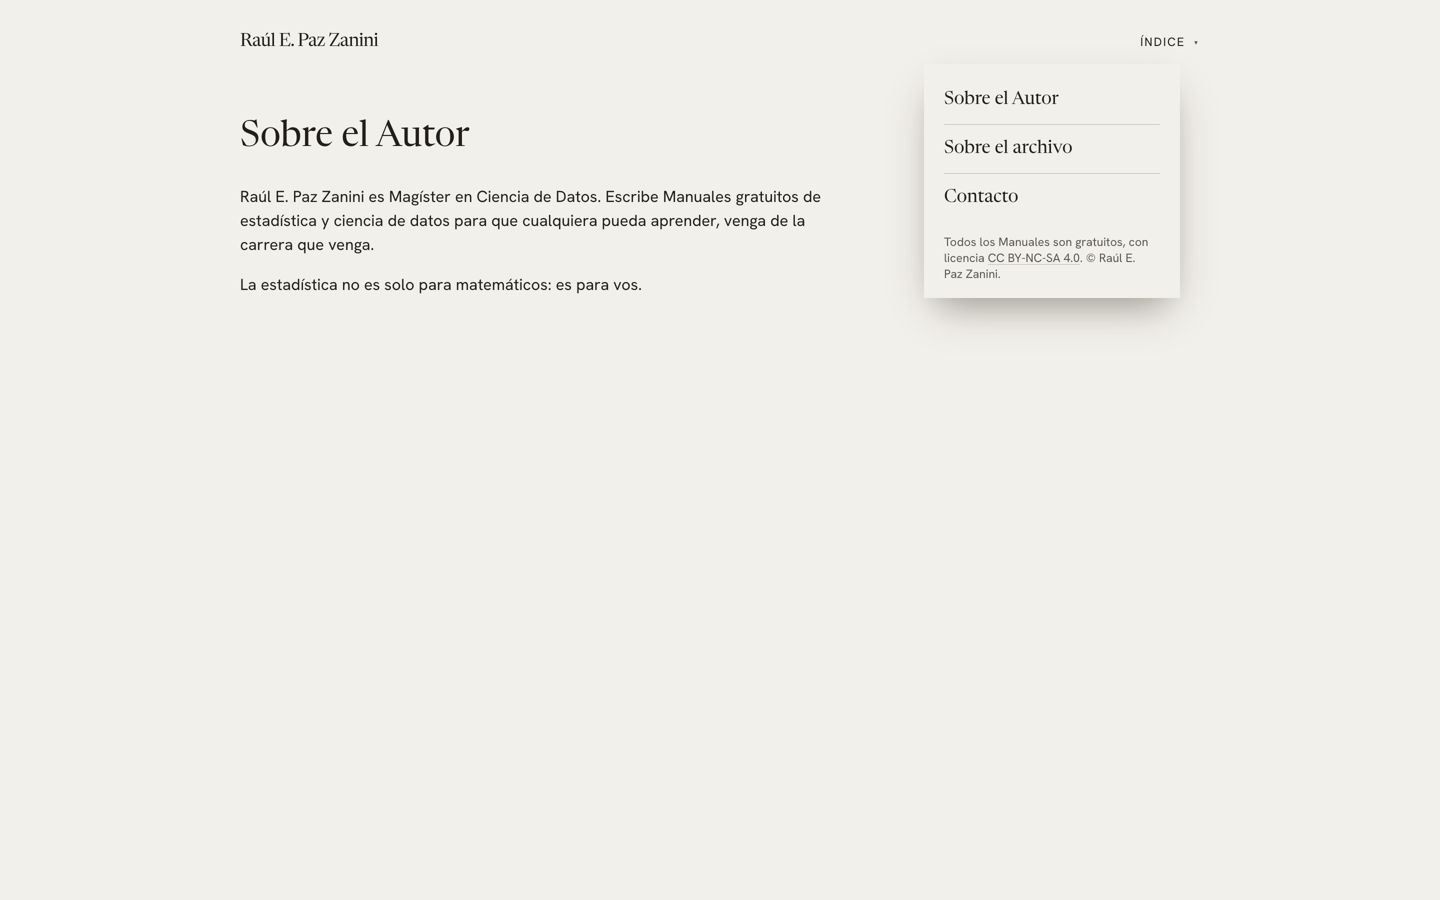 Raúl E. Paz Zanini
ÍNDICE ▾
Sobre el Autor
Raúl E. Paz Zanini es Magíster en Ciencia de Datos. Escribe Manuales gratuitos de
estadística y ciencia de datos para que cualquiera pueda aprender, venga de la
carrera que venga.
La estadística no es solo para matemáticos: es para vos.
Sobre el Autor
Sobre el archivo
Contacto
Todos los Manuales son gratuitos, con
licencia CC BY-NC-SA 4.0. © Raúl E.
Paz Zanini.